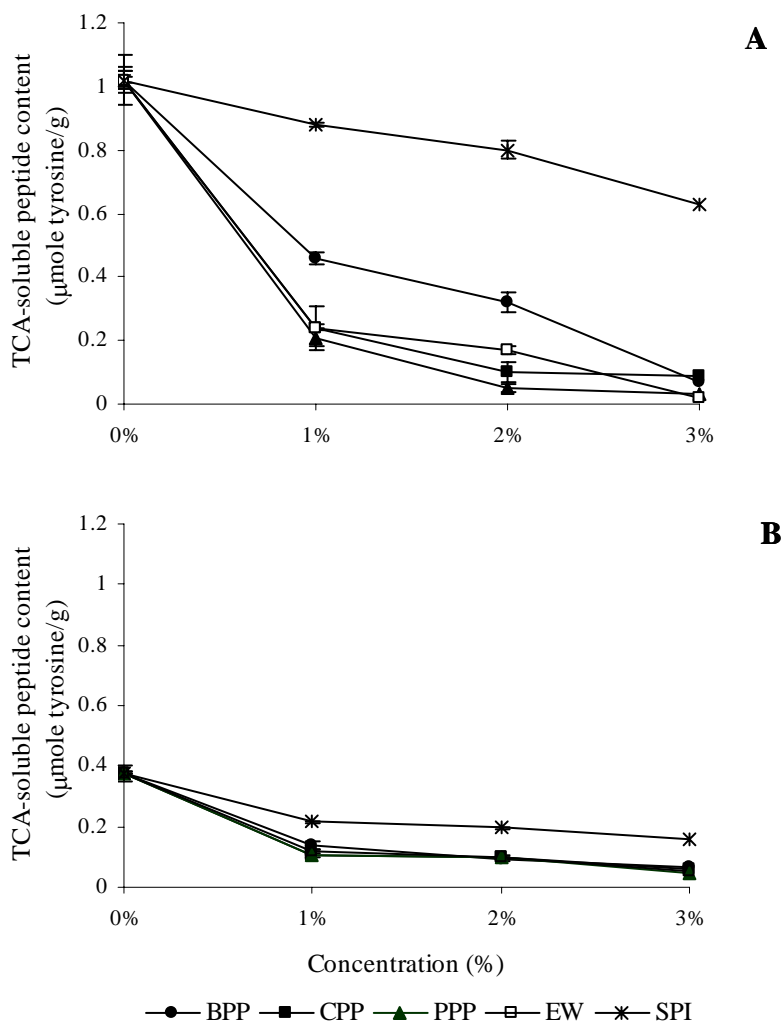 A
TCA-soluble peptide content
(μmole tyrosine/g)
1.2
1
0.8
0.6
0.4
0.2
0
0% 1% 2% 3%
B
TCA-soluble peptide content
(μmole tyrosine/g)
1.2
1
0.8
0.6
0.4
0.2
0
0% 1% 2% 3%
Concentration (%)
BPP CPP PPP EW SPI